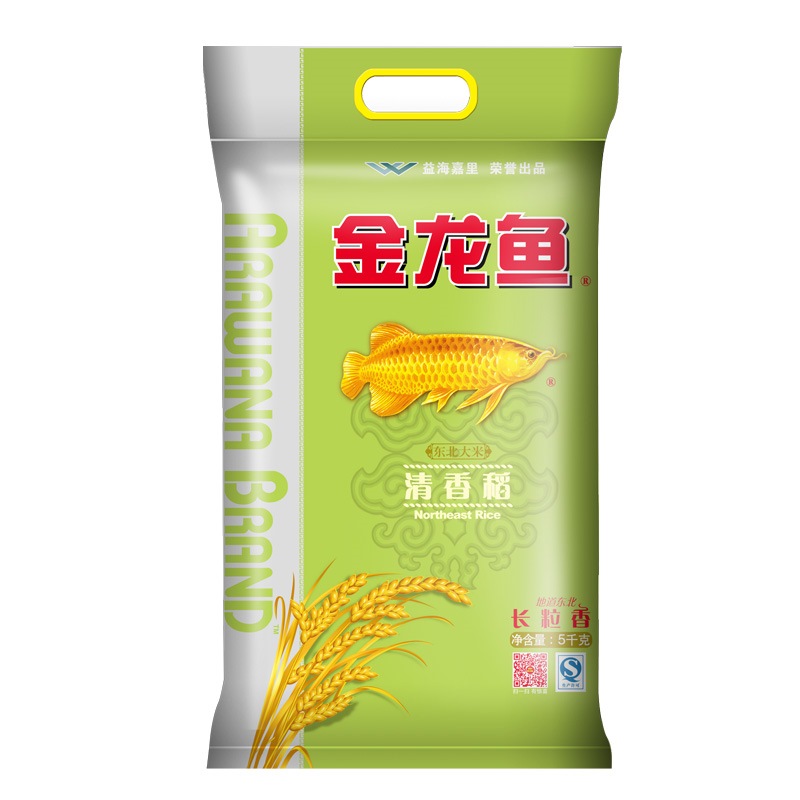 益海嘉里 荣誉出品
金龙鱼
®
®
ARAWANA BRAND
TM
东北大米
清香稻
Northeast Rice
地道东北
长粒香
净含量：5千克